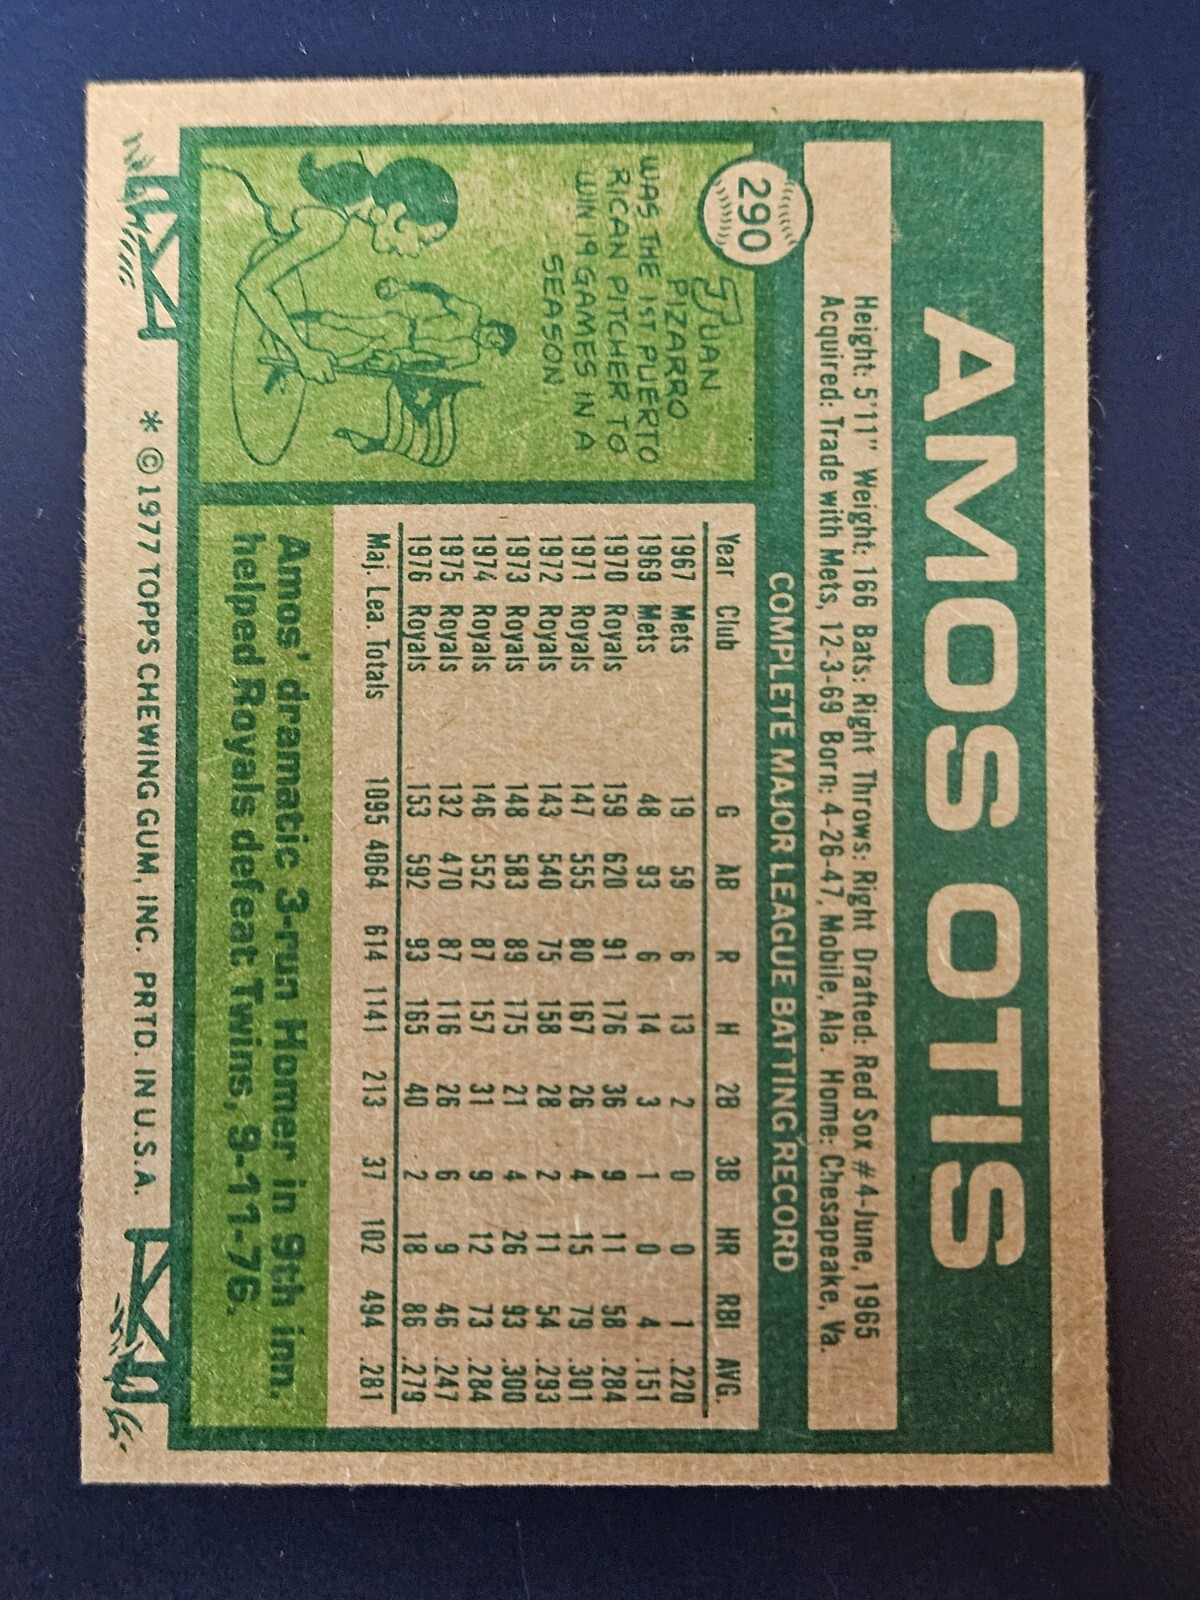 AMOS OTIS
Height: 5'11" Weight: 166 Bats: Right Throws: Right Drafted: Red Sox #4-June, 1965
Acquired: Trade with Mets, 12-3-69 Born: 4-26-47, Mobile, Ala. Home: Chesapeake, Va.
290
COMPLETE MAJOR LEAGUE BATTING RECORD
JUAN
PIZARRO
WAS THE 1ST PUERTO
RICAN PITCHER TO
WIN 19 GAMES IN A
SEASON.
Year Club G AB R H 2B 3B HR RBI AVG.
1967 Mets 19 59 6 13 2 0 0 1 .220
1969 Mets 48 93 6 14 3 1 0 4 .151
1970 Royals 159 620 91 176 36 9 11 58 .284
1971 Royals 147 555 80 167 26 4 15 79 .301
1972 Royals 143 540 75 158 28 2 11 54 .293
1973 Royals 148 583 89 175 21 4 26 93 .300
1974 Royals 146 552 87 157 31 9 12 73 .284
1975 Royals 132 470 87 116 26 6 9 46 .247
1976 Royals 153 592 93 165 40 2 18 86 .279
Maj. Lea. Totals 1095 4064 614 1141 213 37 102 494 .281
Amos' dramatic 3-run Homer in 9th inn.
helped Royals defeat Twins, 9-11-76.
* © 1977 TOPPS CHEWING GUM, INC. PRTD. IN U.S.A.